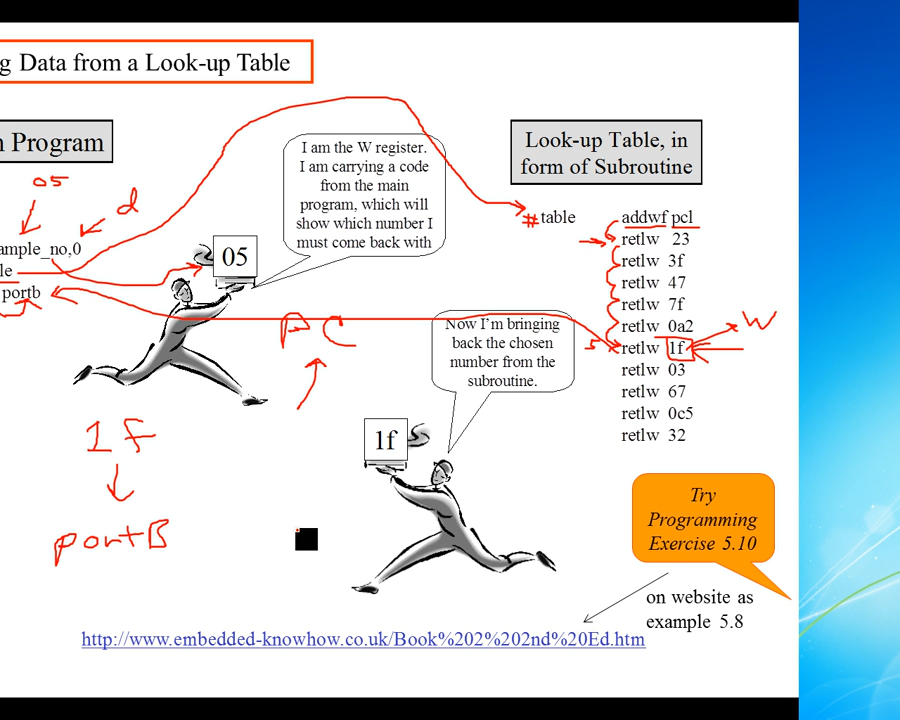 g Data from a Look-up Table
Program
05
d
ample_no,0
le
portb
05
I am the W register.
I am carrying a code
from the main
program, which will
show which number I
must come back with
Look-up Table, in
form of Subroutine
#table
addwf pcl
retlw 23
retlw 3f
retlw 47
retlw 7f
retlw 0a2
5
retlw 1f
W
retlw 03
retlw 67
retlw 0c5
retlw 32
PC
Now I'm bringing
back the chosen
number from the
subroutine.
1f
1f
portB
Try
Programming
Exercise 5.10
on website as
example 5.8
http://www.embedded-knowhow.co.uk/Book%202%202nd%20Ed.htm